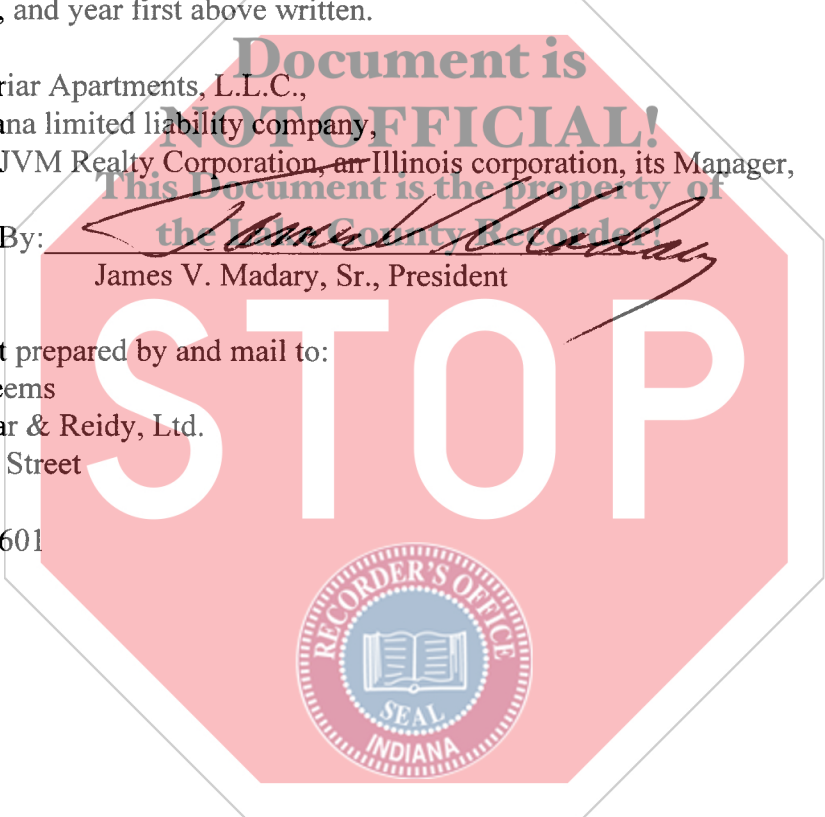 , and year first above written.
Document is
riar Apartments, L.L.C.,
NOT OFFICIAL!
ana limited liability company,
JVM Realty Corporation, an Illinois corporation, its Manager,
This Document is the property of
the Lake County Recorder!
By:
James V. Madary, Sr., President
STOP
t prepared by and mail to:
eems
ar & Reidy, Ltd.
Street
601
RECORDER'S OFFICE
SEAL
INDIANA